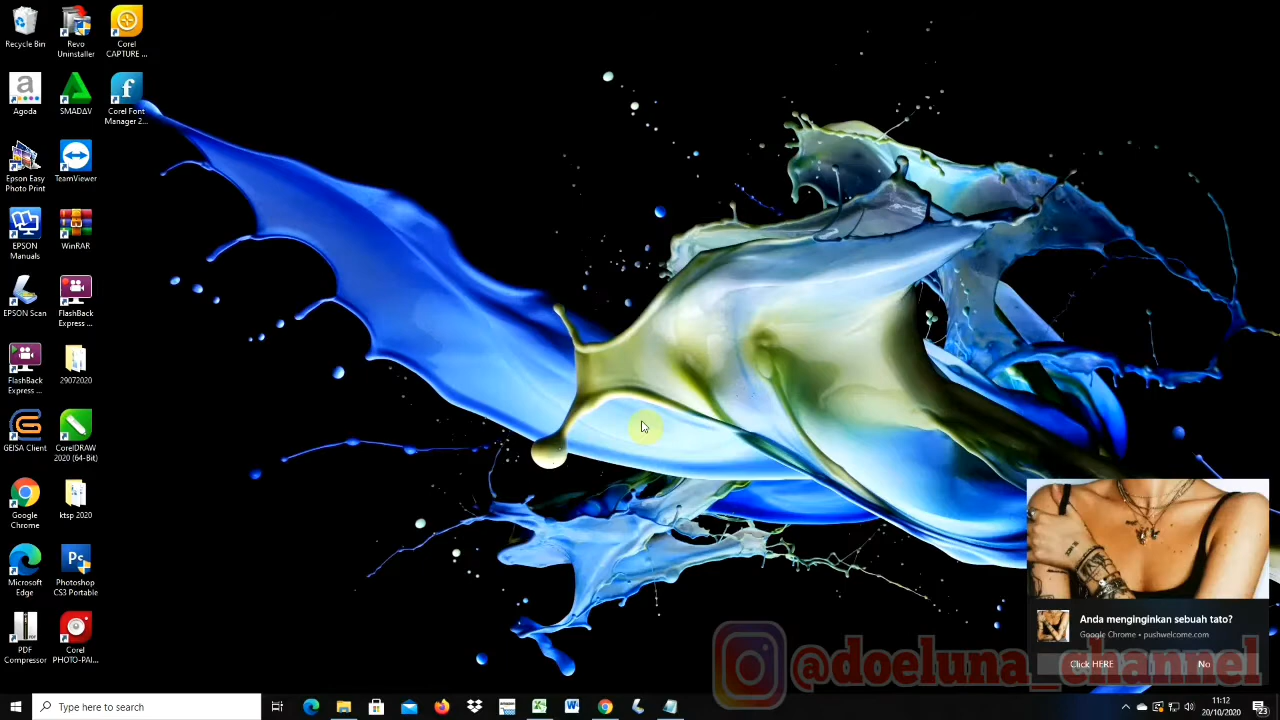 Recycle Bin
Revo
Uninstaller
Corel
CAPTURE ...
Agoda
SMADΔV
Corel Font
Manager 2...
Epson Easy
Photo Print
TeamViewer
EPSON
Manuals
WinRAR
EPSON Scan
FlashBack
Express ...
FlashBack
Express ...
29072020
GEISA Client
CorelDRAW
2020 (64-Bit)
Google
Chrome
ktsp 2020
Microsoft
Edge
Photoshop
CS3 Portable
PDF
Compressor
Corel
PHOTO-PAI...
Anda menginginkan sebuah tato?
Google Chrome • pushwelcome.com
Click HERE
No
@doeluna_channel
Type here to search
11:12
20/10/2020
23